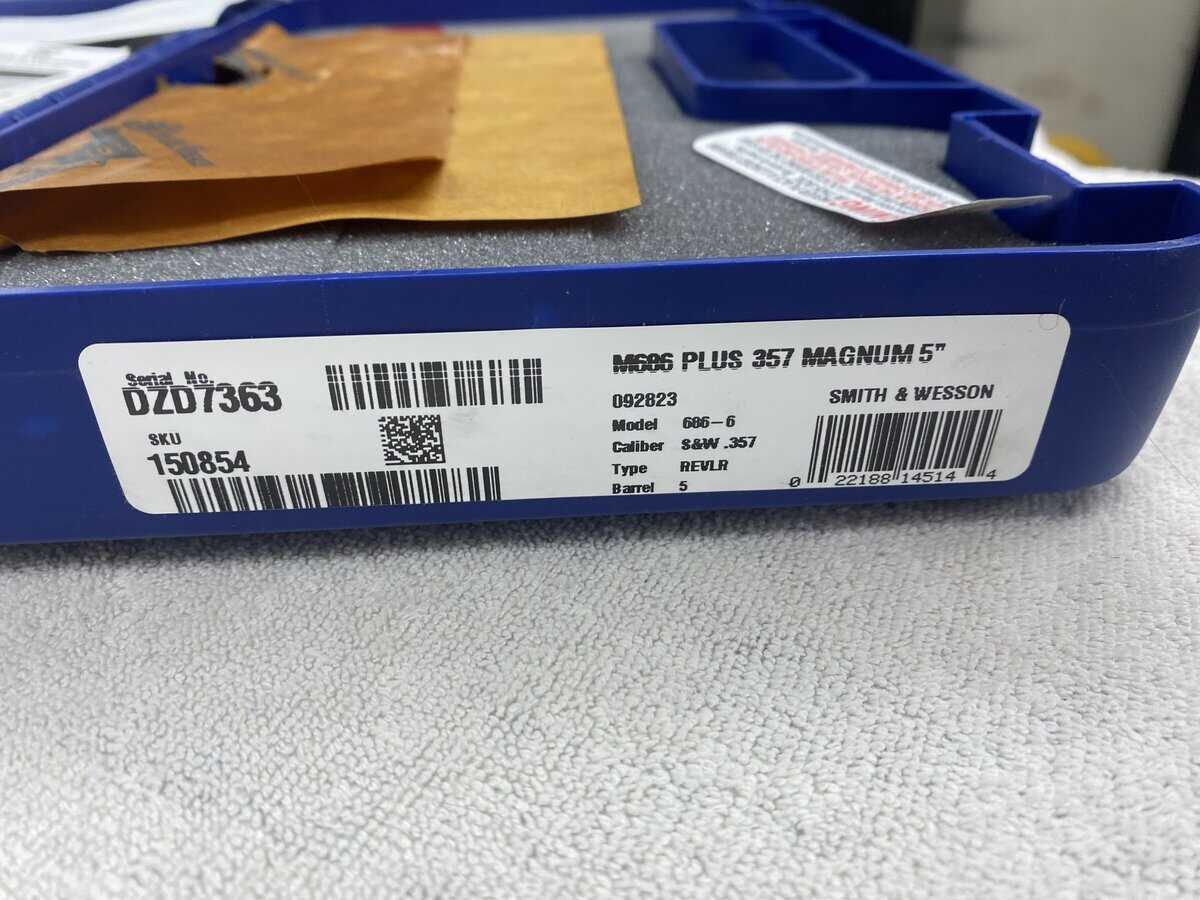 Serial No.
DZD7363
SKU
150854
M686 PLUS 357 MAGNUM 5"
092823
SMITH & WESSON
Model 686-6
Caliber S&W .357
Type REVLR
Barrel 5
0 22188 14514 4